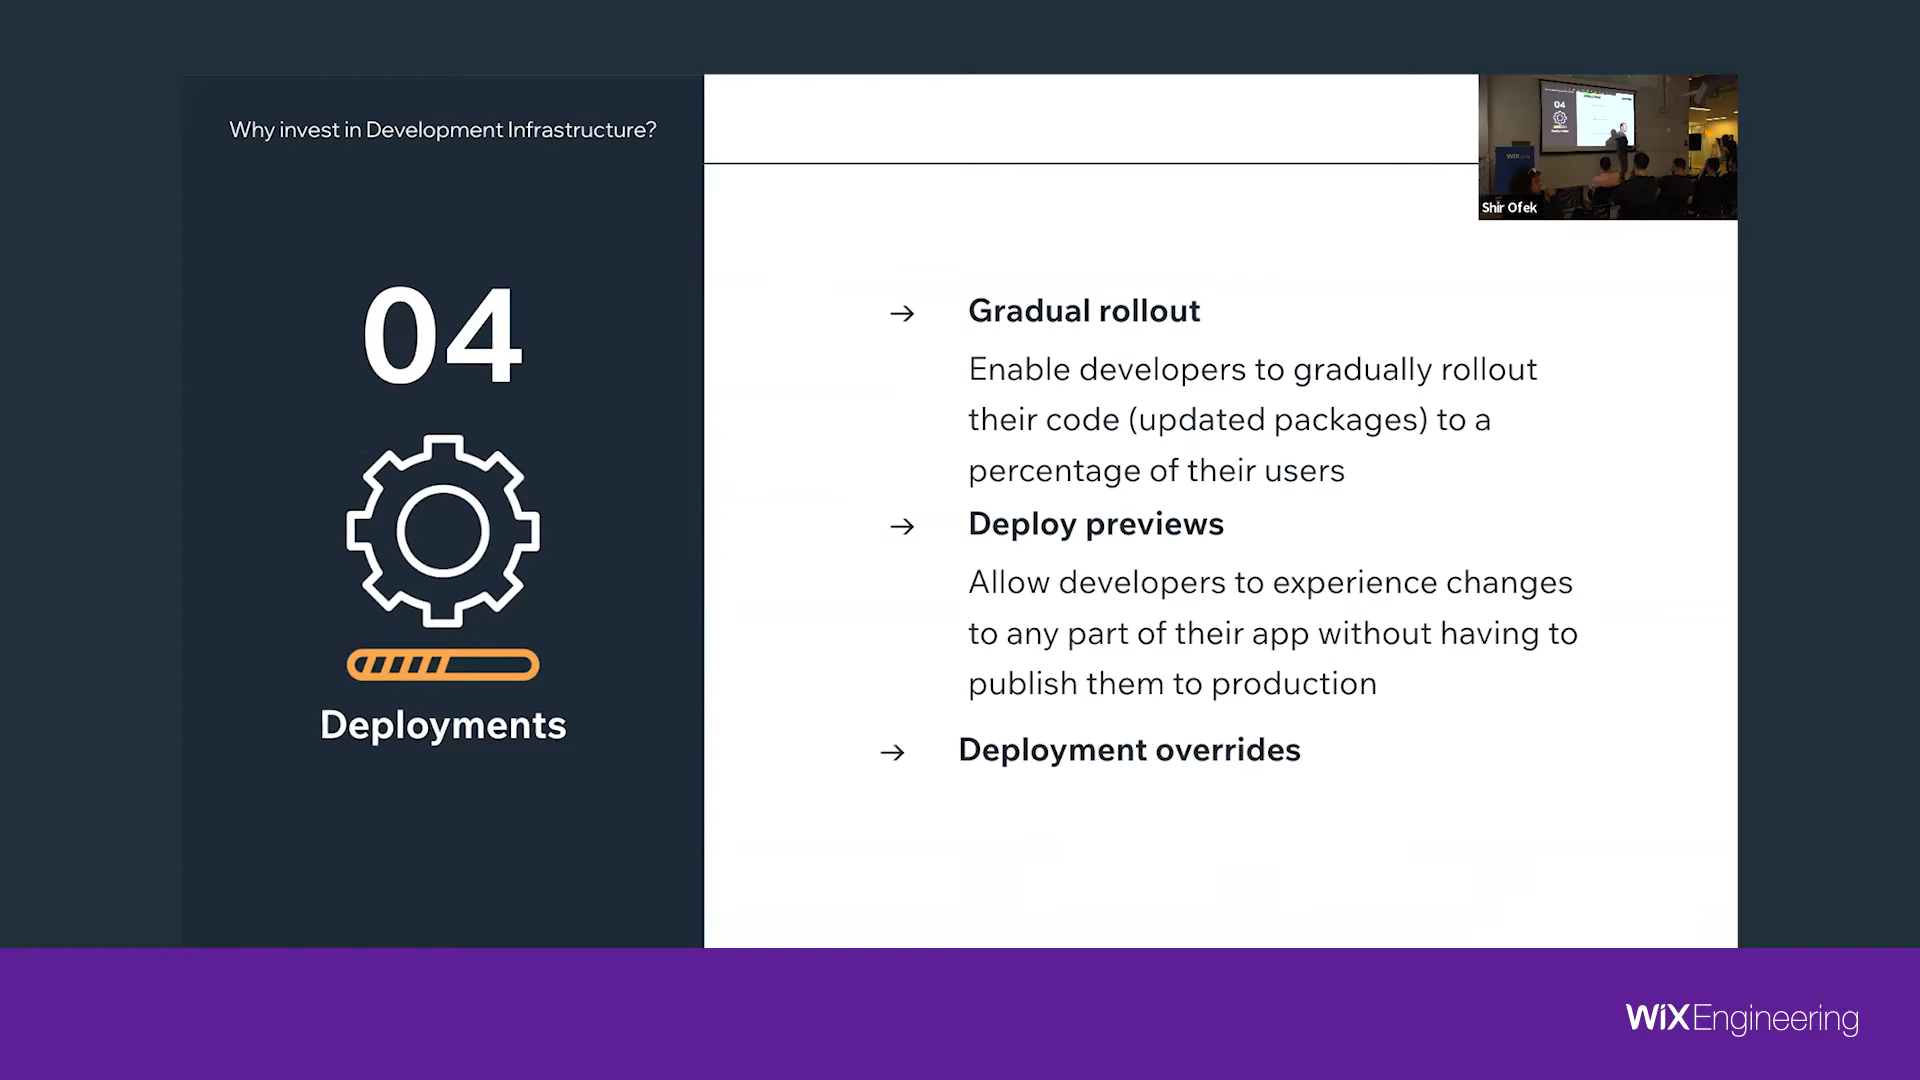 Why invest in Development Infrastructure?
04
Deployments
→ Gradual rollout
Enable developers to gradually rollout
their code (updated packages) to a
percentage of their users
→ Deploy previews
Allow developers to experience changes
to any part of their app without having to
publish them to production
→ Deployment overrides
04
WIX
Shir Ofek
WiX Engineering